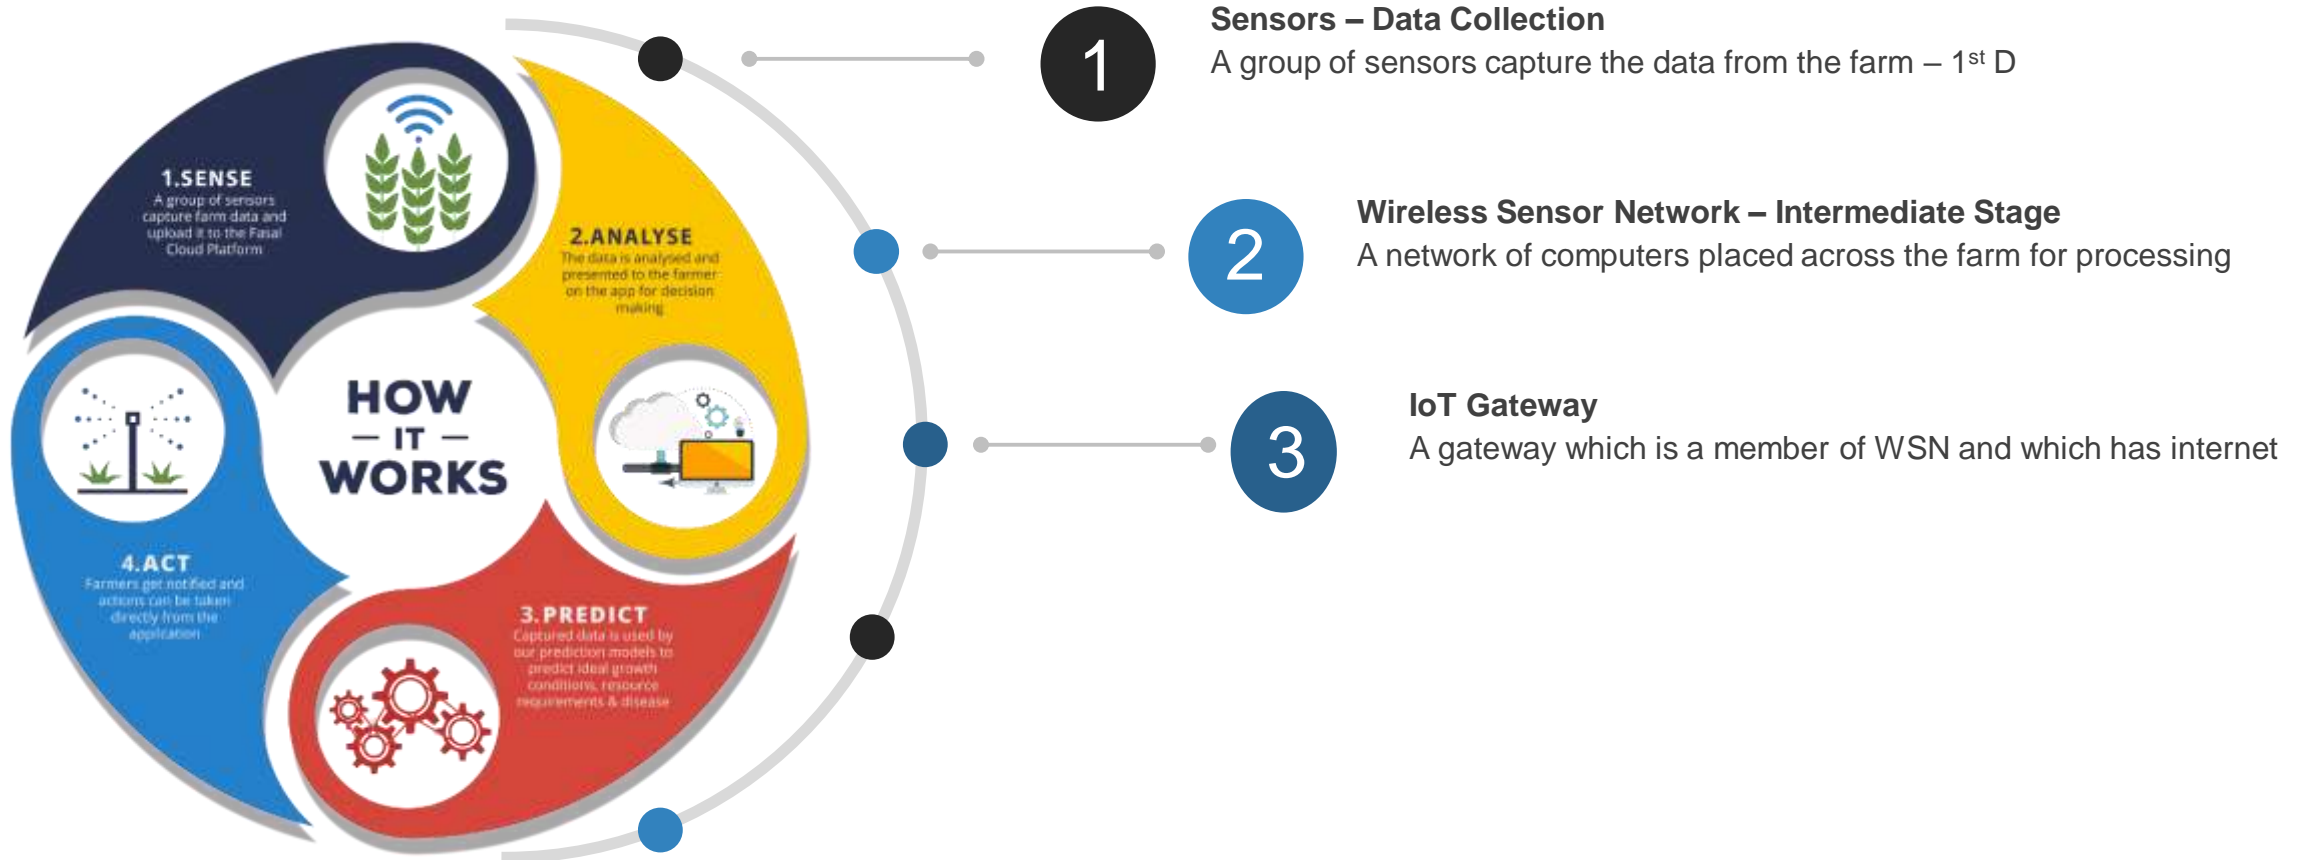 1.SENSE
A group of sensors
capture farm data and
upload it to the Fasal
Cloud Platform
2.ANALYSE
The data is analysed and
presented to the farmer
on the app for decision
making
HOW
— IT —
WORKS
3.PREDICT
Captured data is used by
our prediction models to
predict ideal growth
conditions, resource
requirements & disease
4.ACT
Farmers get notified and
actions can be taken
directly from the
application
1
Sensors – Data Collection
A group of sensors capture the data from the farm – 1st D
2
Wireless Sensor Network – Intermediate Stage
A network of computers placed across the farm for processing
3
IoT Gateway
A gateway which is a member of WSN and which has internet